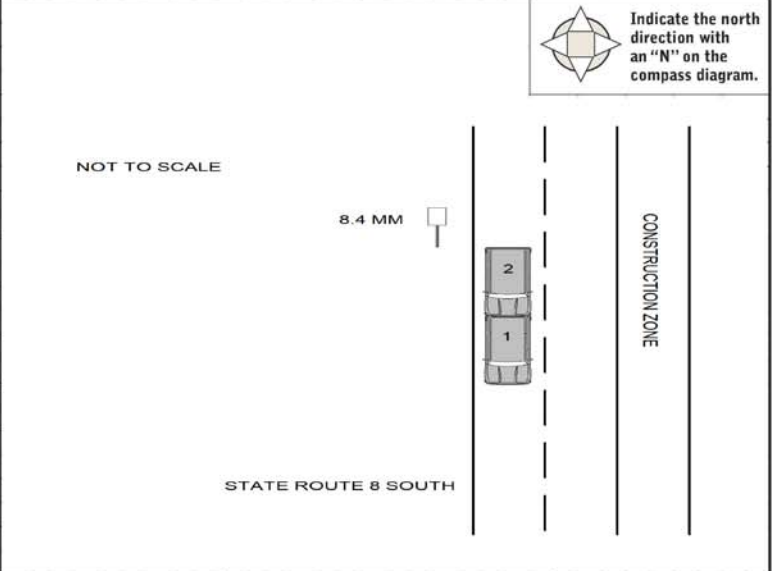 Indicate the north
direction with
an “N” on the
compass diagram.
NOT TO SCALE
8.4 MM
2
1
CONSTRUCTION ZONE
STATE ROUTE 8 SOUTH